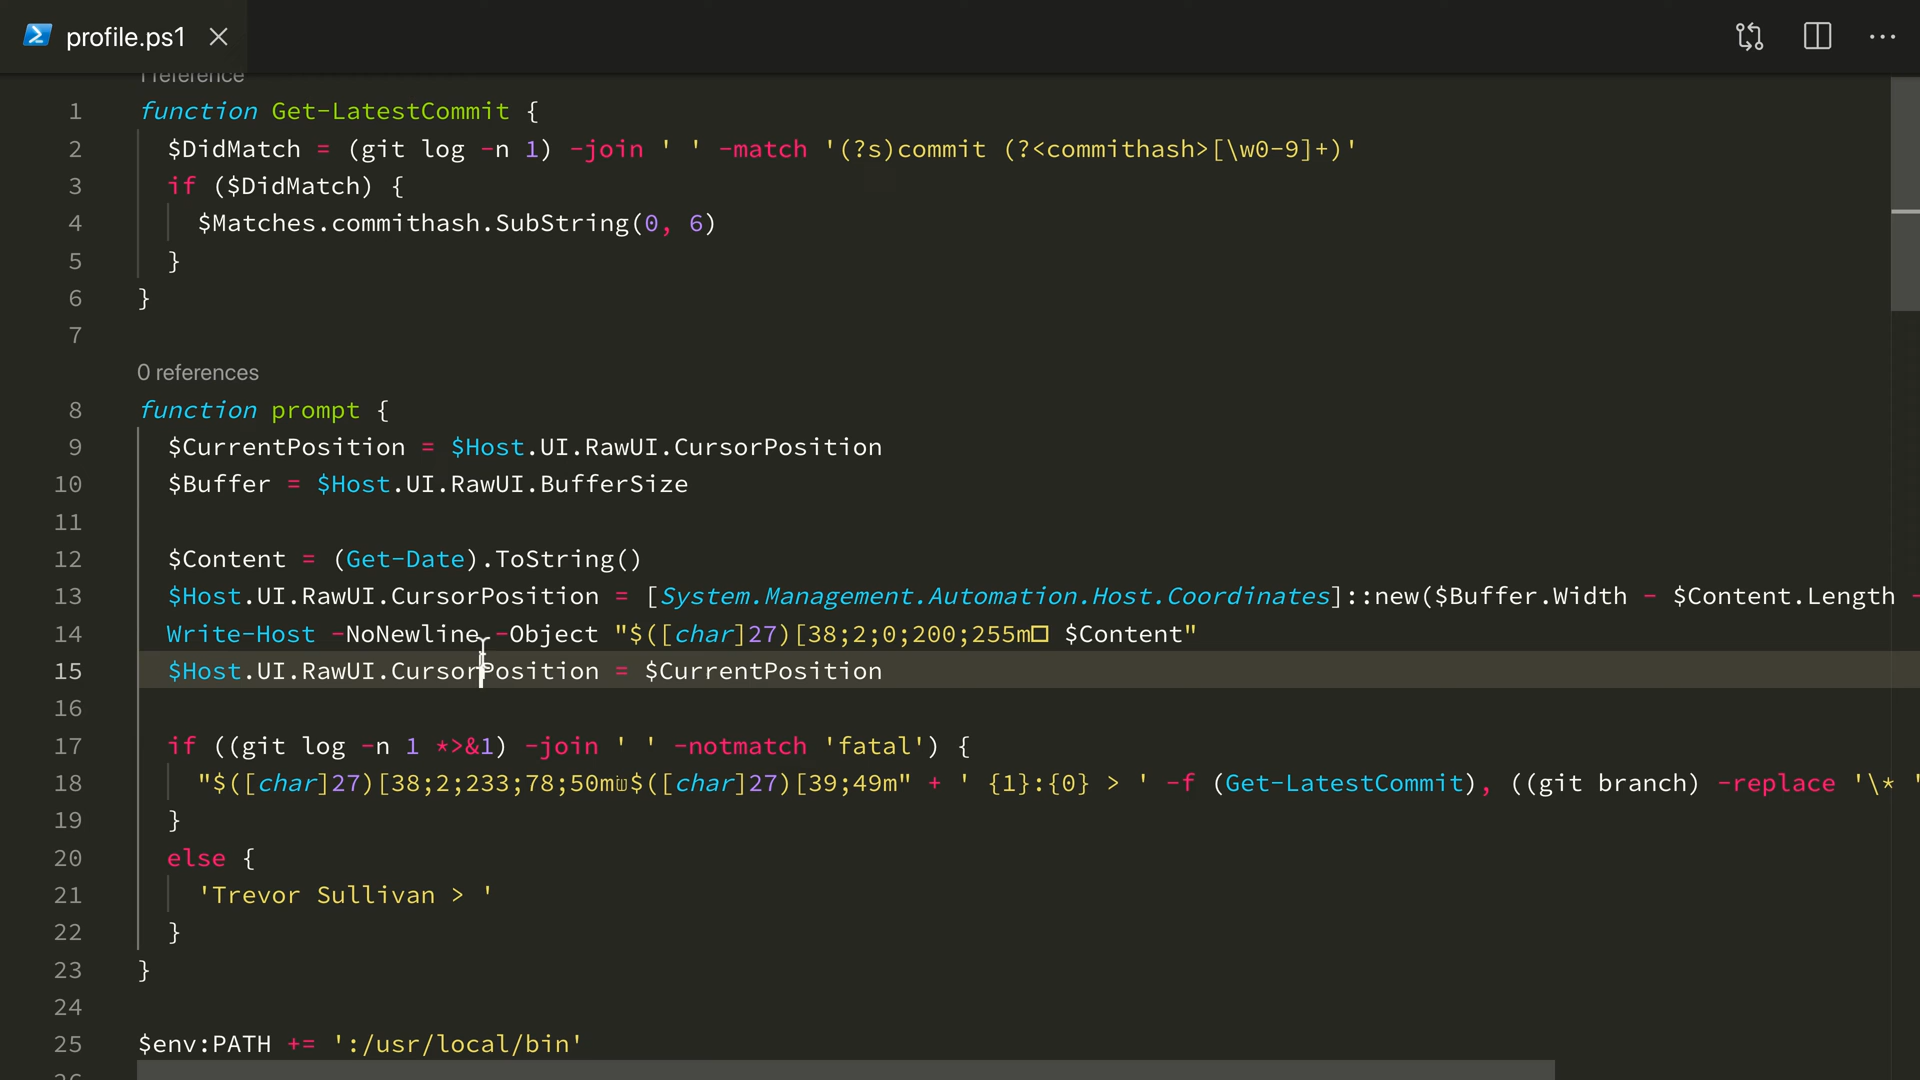 profile.ps1
1 reference
1 function Get-LatestCommit {
2 $DidMatch = (git log -n 1) -join ' ' -match '(?s)commit (?<commithash>[\w0-9]+)'
3 if ($DidMatch) {
4 $Matches.commithash.SubString(0, 6)
5 }
6 }
7
0 references
8 function prompt {
9 $CurrentPosition = $Host.UI.RawUI.CursorPosition
10 $Buffer = $Host.UI.RawUI.BufferSize
11
12 $Content = (Get-Date).ToString()
13 $Host.UI.RawUI.CursorPosition = [System.Management.Automation.Host.Coordinates]::new($Buffer.Width - $Content.Length -
14 Write-Host -NoNewline -Object "$([char]27)[38;2;0;200;255m $Content"
15 $Host.UI.RawUI.CursorPosition = $CurrentPosition
16
17 if ((git log -n 1 *>&1) -join ' ' -notmatch 'fatal') {
18 "$([char]27)[38;2;233;78;50m$([char]27)[39;49m" + ' {1}:{0} > ' -f (Get-LatestCommit), ((git branch) -replace '\* '
19 }
20 else {
21 'Trevor Sullivan > '
22 }
23 }
24
25 $env:PATH += ':/usr/local/bin'